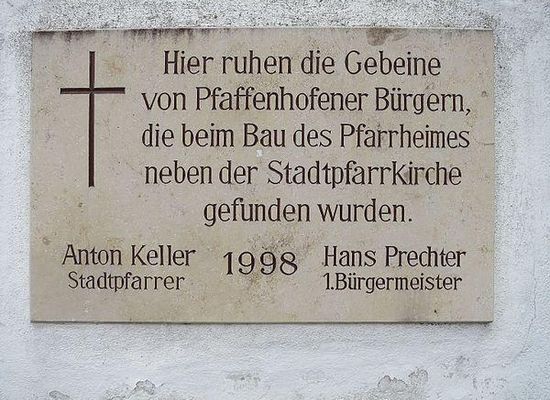 Hier ruhen die Gebeine
von Pfaffenhofener Bürgern,
die beim Bau des Pfarrheimes
neben der Stadtpfarrkirche
gefunden wurden.
Anton Keller 1998 Hans Prechter
Stadtpfarrer 1.Bürgermeister